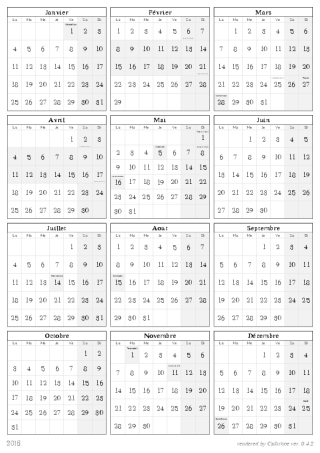 Janvier
Lu Ma Me Je Ve Sa Di
1 2 3
4 5 6 7 8 9 10
11 12 13 14 15 16 17
18 19 20 21 22 23 24
25 26 27 28 29 30 31
Février
Lu Ma Me Je Ve Sa Di
1 2 3 4 5 6 7
8 9 10 11 12 13 14
15 16 17 18 19 20 21
22 23 24 25 26 27 28
29
Mars
Lu Ma Me Je Ve Sa Di
1 2 3 4 5 6
7 8 9 10 11 12 13
14 15 16 17 18 19 20
21 22 23 24 25 26 27
28 29 30 31
Avril
Lu Ma Me Je Ve Sa Di
1 2 3
4 5 6 7 8 9 10
11 12 13 14 15 16 17
18 19 20 21 22 23 24
25 26 27 28 29 30
Mai
Lu Ma Me Je Ve Sa Di
1
2 3 4 5 6 7 8
9 10 11 12 13 14 15
16 17 18 19 20 21 22
23 24 25 26 27 28 29
30 31
Juin
Lu Ma Me Je Ve Sa Di
1 2 3 4 5
6 7 8 9 10 11 12
13 14 15 16 17 18 19
20 21 22 23 24 25 26
27 28 29 30
Juillet
Lu Ma Me Je Ve Sa Di
1 2 3
4 5 6 7 8 9 10
11 12 13 14 15 16 17
18 19 20 21 22 23 24
25 26 27 28 29 30 31
Août
Lu Ma Me Je Ve Sa Di
1 2 3 4 5 6 7
8 9 10 11 12 13 14
15 16 17 18 19 20 21
22 23 24 25 26 27 28
29 30 31
Septembre
Lu Ma Me Je Ve Sa Di
1 2 3 4
5 6 7 8 9 10 11
12 13 14 15 16 17 18
19 20 21 22 23 24 25
26 27 28 29 30
Octobre
Lu Ma Me Je Ve Sa Di
1 2
3 4 5 6 7 8 9
10 11 12 13 14 15 16
17 18 19 20 21 22 23
24 25 26 27 28 29 30
31
Novembre
Lu Ma Me Je Ve Sa Di
1 2 3 4 5 6
7 8 9 10 11 12 13
14 15 16 17 18 19 20
21 22 23 24 25 26 27
28 29 30
Décembre
Lu Ma Me Je Ve Sa Di
1 2 3 4
5 6 7 8 9 10 11
12 13 14 15 16 17 18
19 20 21 22 23 24 25
26 27 28 29 30 31
2016